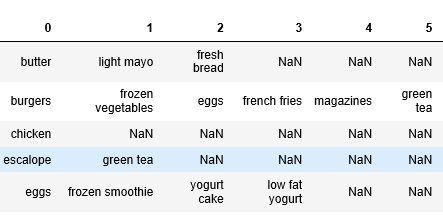 0 1 2 3 4 5
butter light mayo fresh bread NaN NaN NaN
burgers frozen vegetables eggs french fries magazines green tea
chicken NaN NaN NaN NaN NaN
escalope green tea NaN NaN NaN NaN
eggs frozen smoothie yogurt cake low fat yogurt NaN NaN